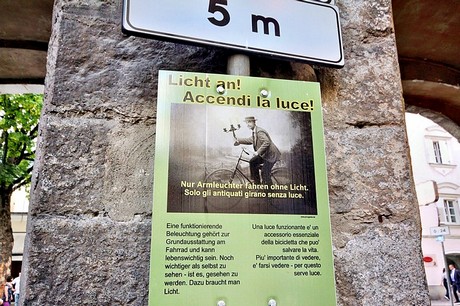 5 m
Licht an!
Accendi la luce!
Nur Armleuchter fahren ohne Licht.
Solo gli antiquati girano senza luce.
Eine funktionierende
Beleuchtung gehört zur
Grundausstattung am
Fahrrad und kann
lebenswichtig sein. Noch
wichtiger als selbst zu
sehen - ist es, gesehen zu
werden. Dazu braucht man
Licht.
Una luce funzionante e' un
accessorio essenziale
della bicicletta che puo'
salvare la vita.
Piu' importante di vedere,
e' farsi vedere - per questo
serve luce.